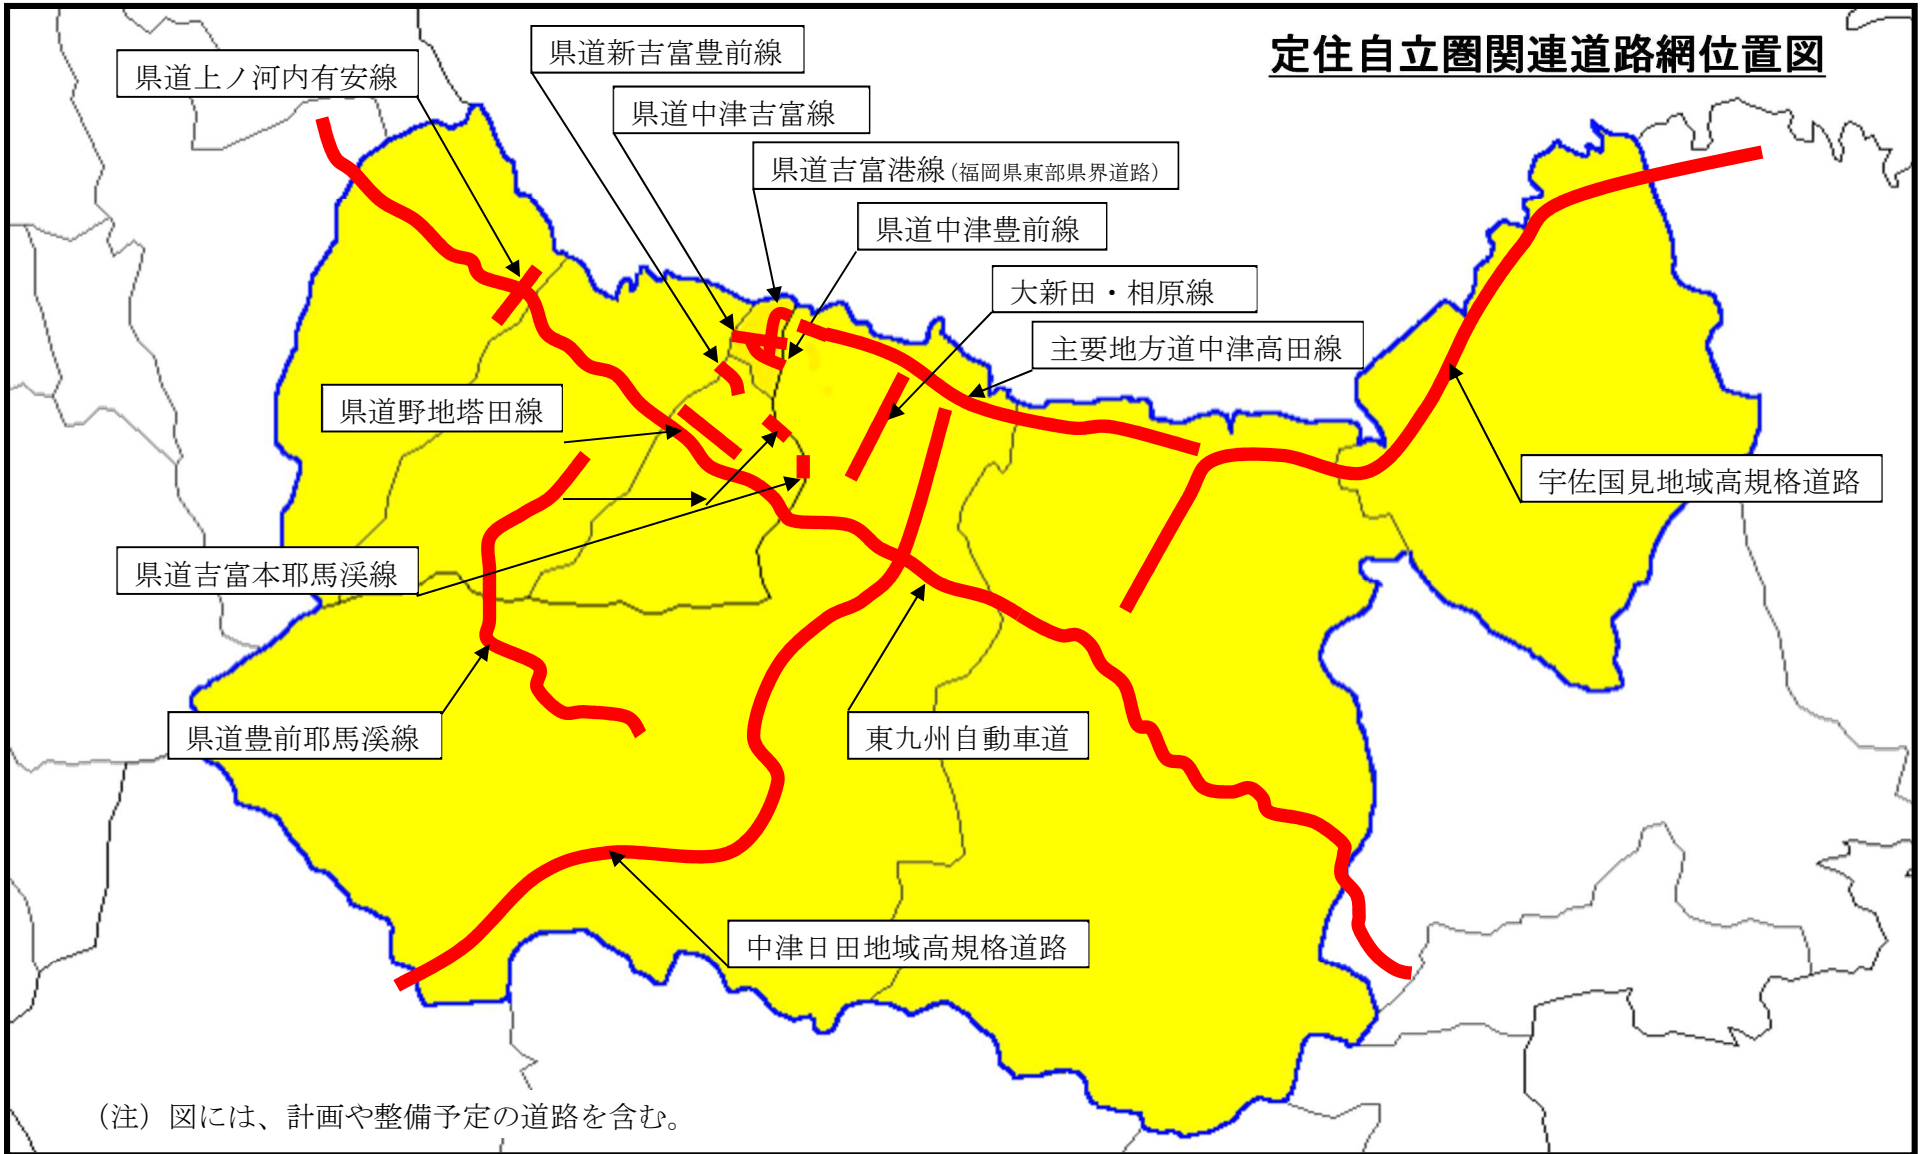 定住自立圏関連道路網位置図
県道新吉富豊前線
県道上ノ河内有安線
県道中津吉富線
県道吉富港線(福岡県東部県界道路)
県道中津豊前線
大新田・相原線
主要地方道中津高田線
県道野地塔田線
宇佐国見地域高規格道路
県道吉富本耶馬渓線
県道豊前耶馬溪線
東九州自動車道
中津日田地域高規格道路
（注）図には、計画や整備予定の道路を含む。